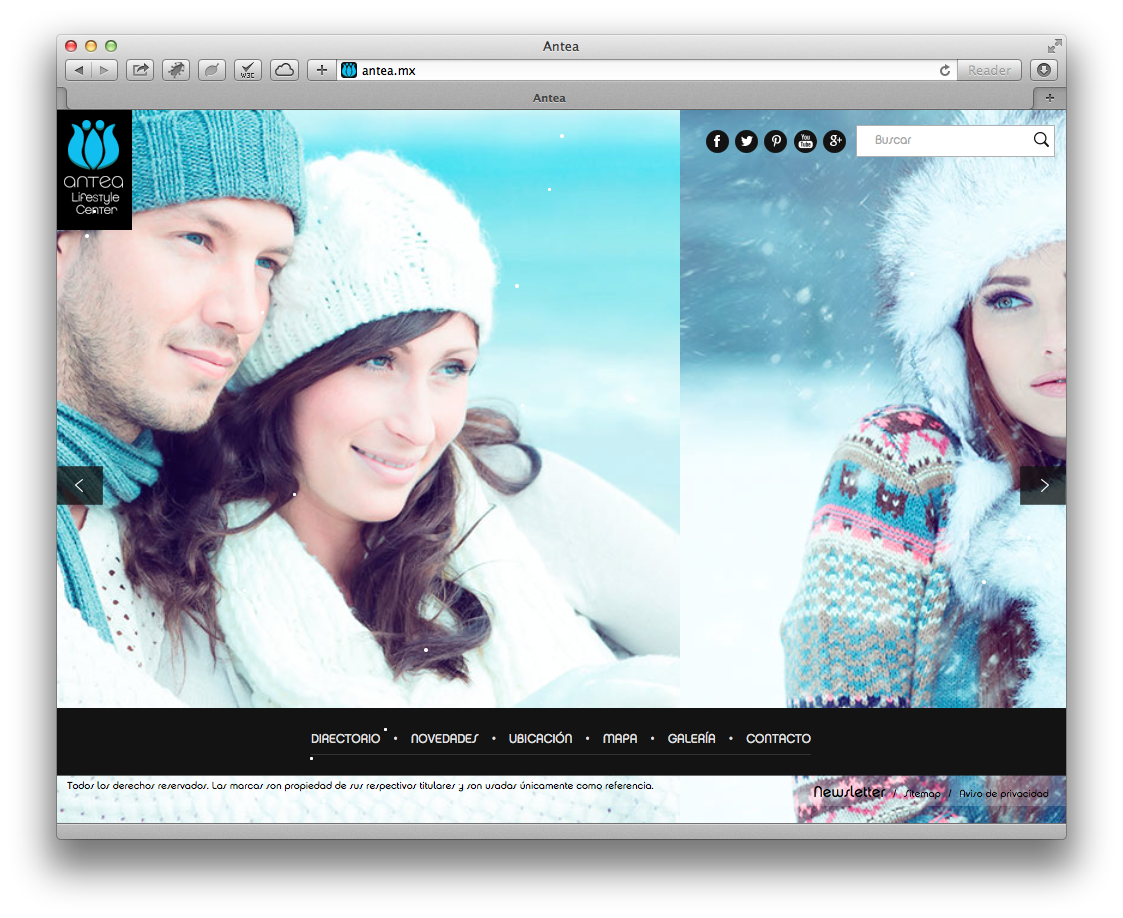 Antea
W3C
antea.mx
Reader
Antea
antea
Lifestyle
Center
You
Tube
g+
Buscar
DIRECTORIO • NOVEDADES • UBICACIÓN • MAPA • GALERÍA • CONTACTO
Todos los derechos reservados. Las marcas son propiedad de sus respectivos titulares y son usadas únicamente como referencia.
Newsletter / Sitemap / Aviso de privacidad